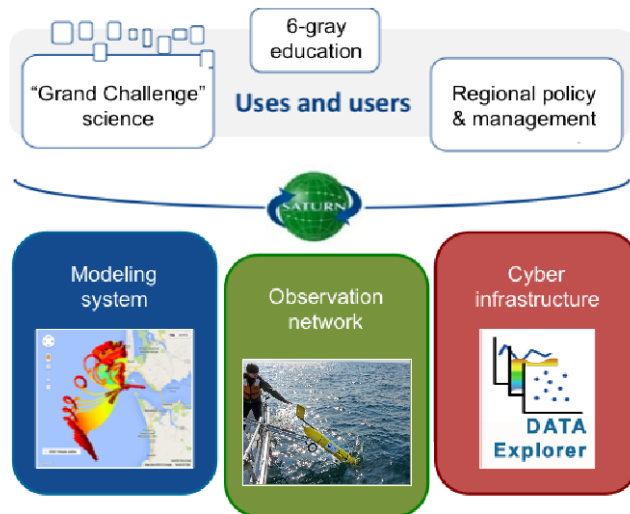 6-gray
education
“Grand Challenge”
science
Uses and users
Regional policy
& management
SATURN
Modeling
system
Observation
network
Cyber
infrastructure
DATA
Explorer